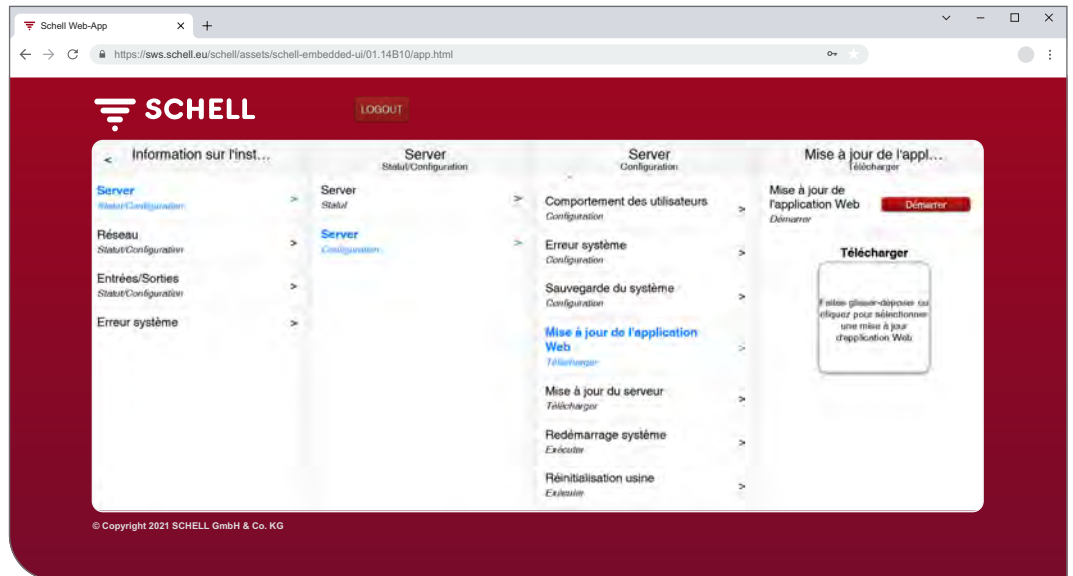 Schell Web-App
https://sws.schell.eu/schell/assets/schell-embedded-ui/01.14B10/app.html
SCHELL
LOGOUT
< Information sur l'inst...
Server
Statut/Configuration
>
Réseau
Statut/Configuration
>
Entrées/Sorties
Statut/Configuration
>
Erreur système
>
Server
Statut/Configuration
Server
Statut
>
Server
Configuration
>
Server
Configuration
Comportement des utilisateurs
Configuration
>
Erreur système
Configuration
>
Sauvegarde du système
Configuration
>
Mise à jour de l'application
Web
Télécharger
>
Mise à jour du serveur
Télécharger
>
Redémarrage système
Exécuter
>
Réinitialisation usine
Exécuter
>
Mise à jour de l'appl...
Télécharger
Mise à jour de
l'application Web
Démarrer
Démarrer
Télécharger
Faites glisser-déposer ou
cliquez pour sélectionner
une mise à jour
d'application Web
© Copyright 2021 SCHELL GmbH & Co. KG